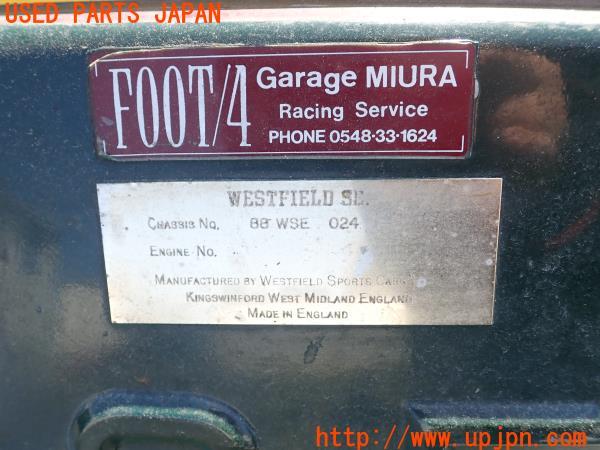 USED PARTS JAPAN
FOOT/4
Garage MIURA
Racing Service
PHONE 0548-33-1624
WESTFIELD SE.
CHASSIS NO. 88 WSE 024
ENGINE NO.
MANUFACTURED BY WESTFIELD SPORTS CARS
KINGSWINFORD WEST MIDLAND ENGLAND
MADE IN ENGLAND
http://www.upjpn.com/